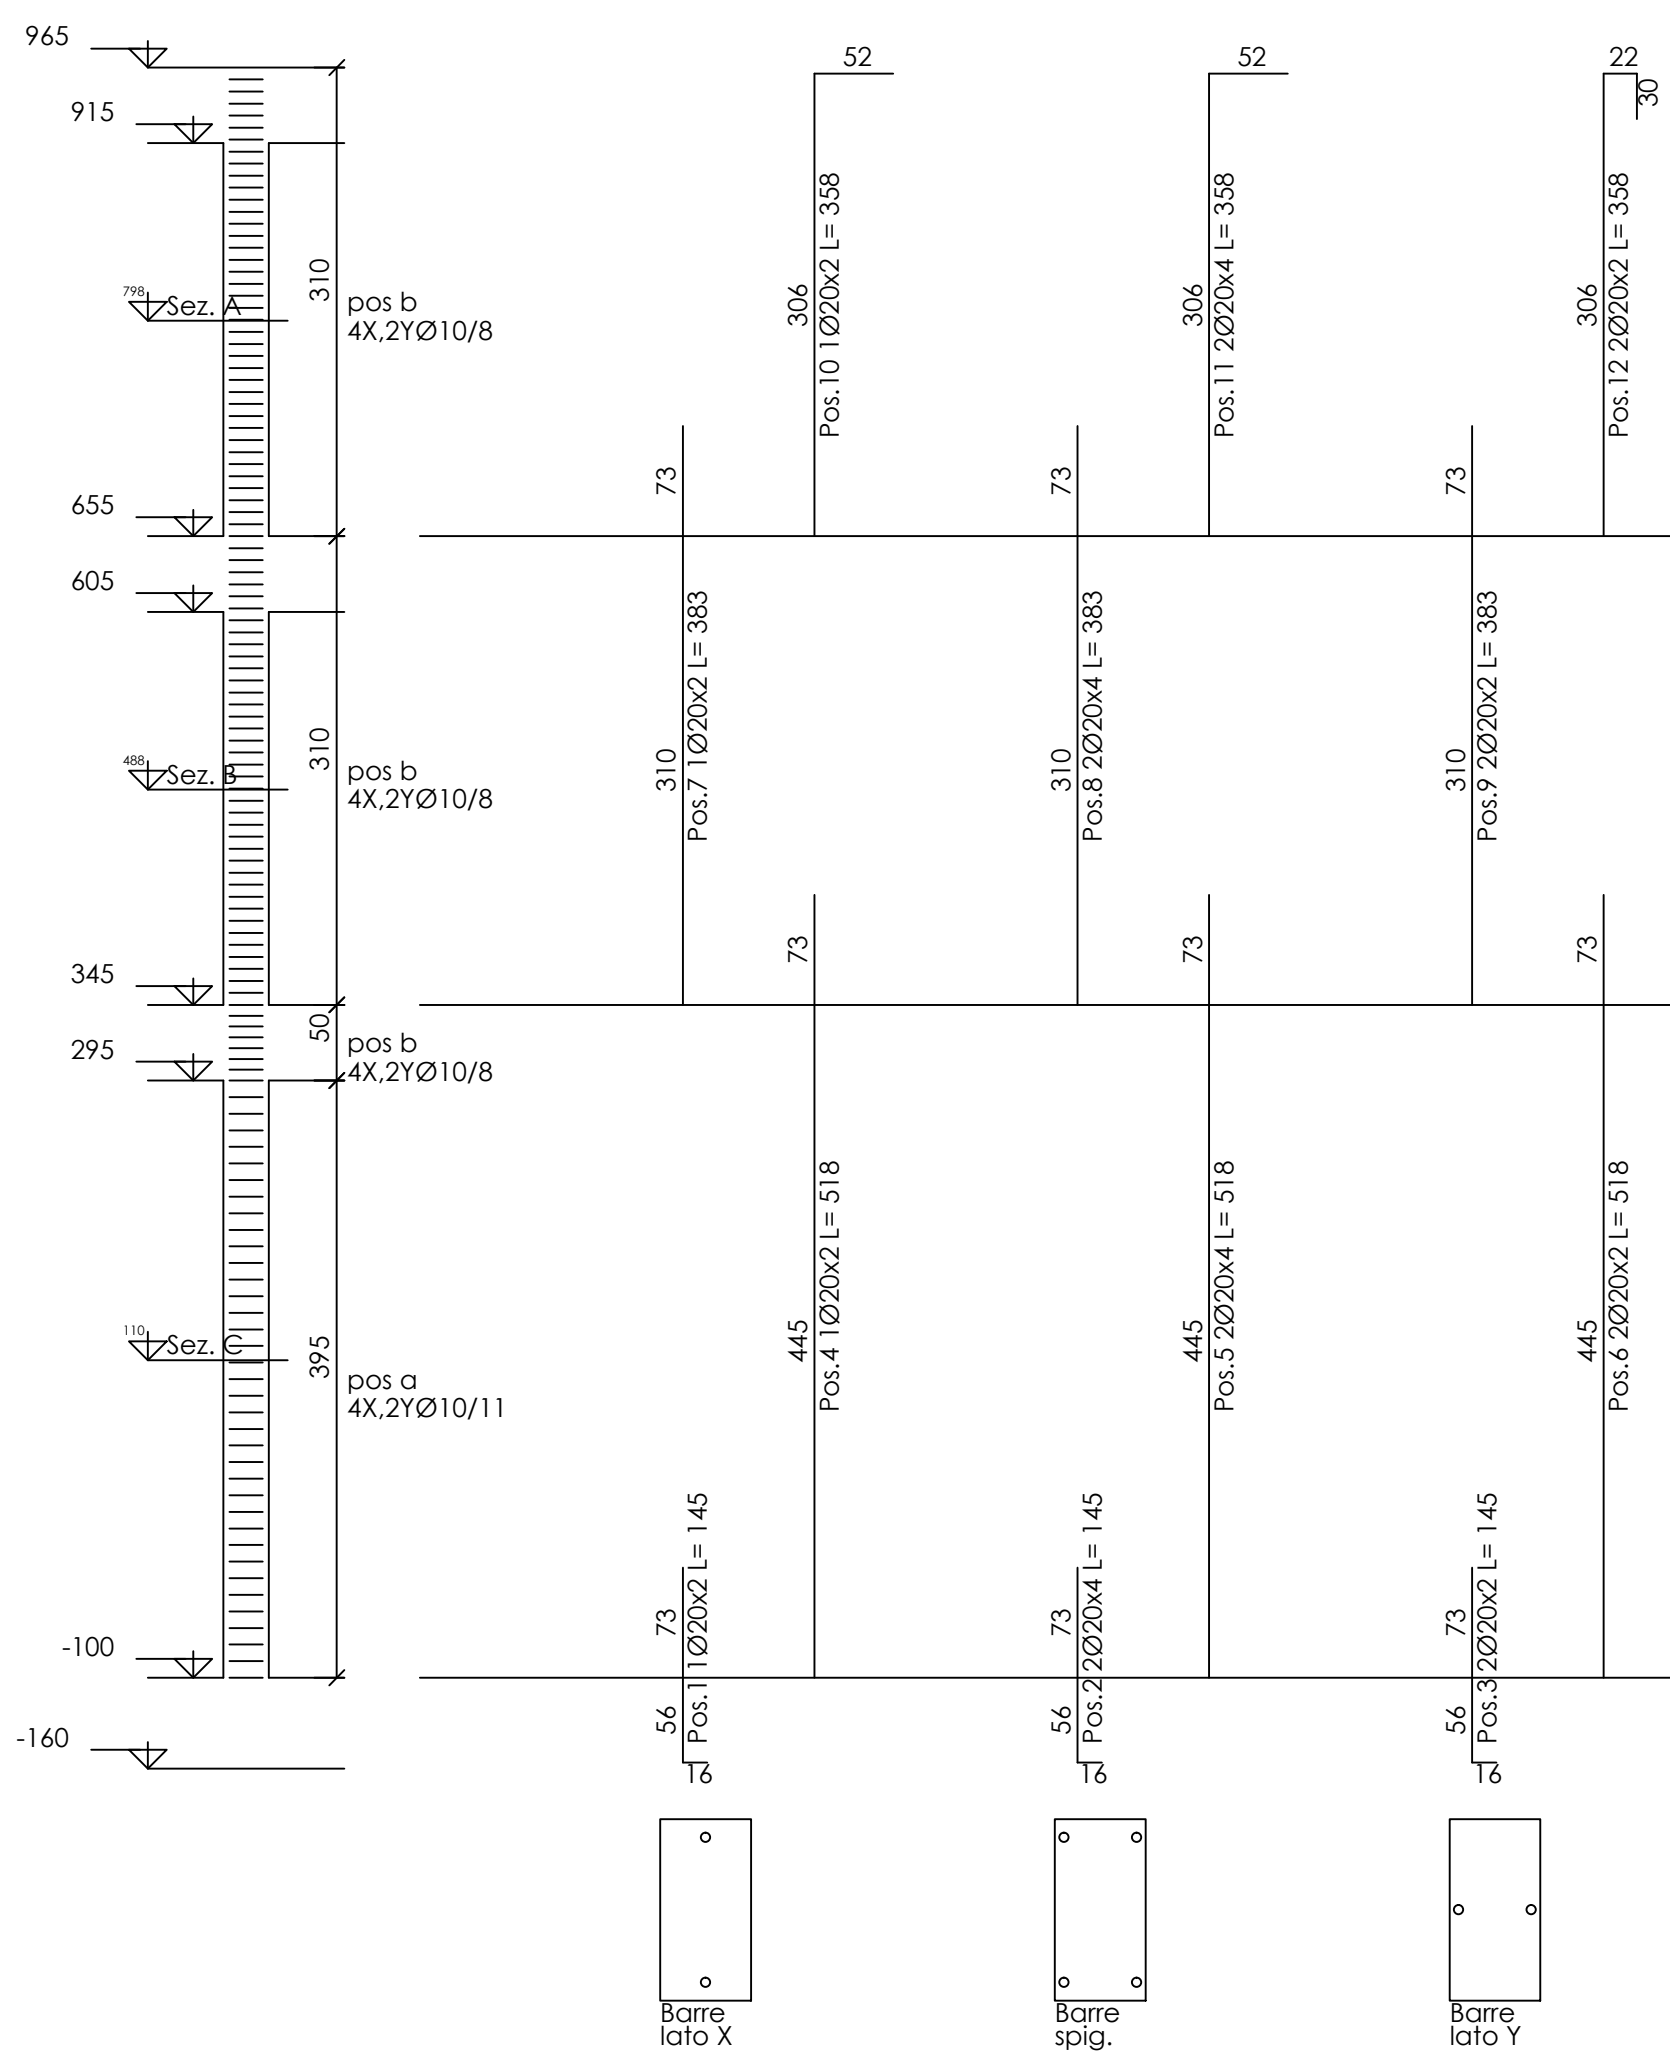 965
52
52
22
30
915
306
Pos.10 1Ø20x2 L= 358
306
Pos.11 2Ø20x4 L= 358
306
Pos.12 2Ø20x2 L= 358
310
798
Sez. A
pos b
4X,2YØ10/8
73
73
73
655
605
310
Pos.7 1Ø20x2 L= 383
310
Pos.8 2Ø20x4 L= 383
310
Pos.9 2Ø20x2 L= 383
310
488
Sez. B
pos b
4X,2YØ10/8
73
73
73
345
50
295
pos b
4X,2YØ10/8
445
Pos.4 1Ø20x2 L= 518
445
Pos.5 2Ø20x4 L= 518
445
Pos.6 2Ø20x2 L= 518
110
Sez. C
395
pos a
4X,2YØ10/11
73
Pos.1 1Ø20x2 L= 145
73
Pos.2 2Ø20x4 L= 145
73
Pos.3 2Ø20x2 L= 145
-100
56
56
56
-160
16
16
16
Barre
lato X
Barre
spig.
Barre
lato Y